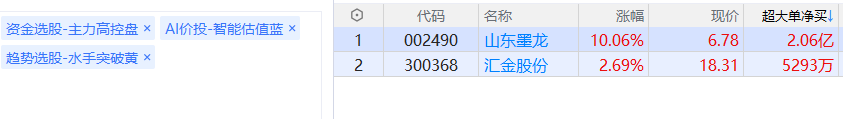 资金选股-主力高控盘 × AI价投-智能估值蓝 ×
趋势选股-水手突破黄 ×
代码 名称 涨幅 现价 超大单净买↓
1 002490 山东墨龙 10.06% 6.78 2.06亿
2 300368 汇金股份 2.69% 18.31 5293万